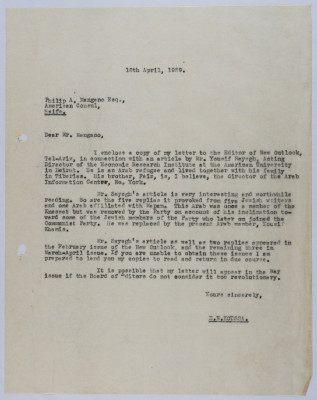 18th April, 1959.
Philip A. Mangano Esq.,
American Consul,
Haifa.
Dear Mr. Mangano,
I enclose a copy of my letter to the Editor of New Outlook,
Tel-Aviv, in connection with an article by Mr. Yousif Sayegh, Acting
Director of the Economic Research Institute at the American University
in Beirut. He is an Arab refugee and lived together with his family
in Tiberias. His brother, Faiz, is, I believe, the director of the Arab
Information Centre, New York.
Mr. Sayegh's article is very interesting and worthwhile
reading. So are the five replies it provoked from five Jewish writers
and one Arab affiliated with Mapam. This Arab was once a member of the
Knesset but was removed by the Party on account of his inclination to-
ward some of the Jewish members of the Party who later on joined the
Communist Party. He was replaced by the present Arab member, Yousif
Khamis.
Mr. Sayegh's article as well as two replies appeared in
the February issue of the New Outlook, and the remaining three in
March-April issue. If you are unable to obtain these issues I am
prepared to lend you my copies to read and return in due course.
It is possible that my letter will appear in the May
issue if the Board of Editors do not consider it too revolutionary.
Yours sincerely,